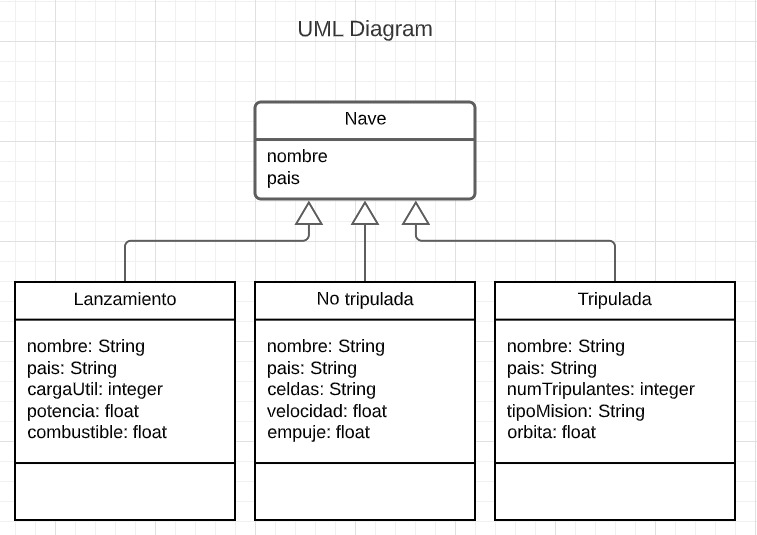 UML Diagram
Nave
nombre
pais
Lanzamiento
nombre: String
pais: String
cargaUtil: integer
potencia: float
combustible: float
No tripulada
nombre: String
pais: String
celdas: String
velocidad: float
empuje: float
Tripulada
nombre: String
pais: String
numTripulantes: integer
tipoMision: String
orbita: float